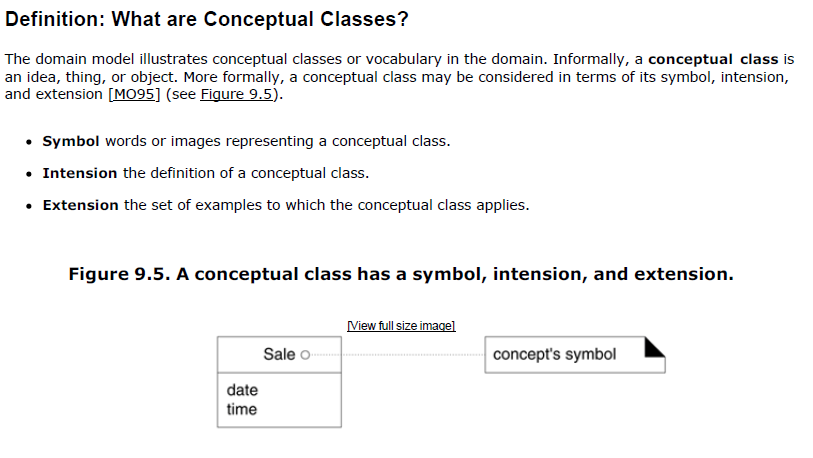 Definition: What are Conceptual Classes?
The domain model illustrates conceptual classes or vocabulary in the domain. Informally, a conceptual class is
an idea, thing, or object. More formally, a conceptual class may be considered in terms of its symbol, intension,
and extension [MO95] (see Figure 9.5).
• Symbol words or images representing a conceptual class.
• Intension the definition of a conceptual class.
• Extension the set of examples to which the conceptual class applies.
Figure 9.5. A conceptual class has a symbol, intension, and extension.
[View full size image]
Sale
concept's symbol
date
time